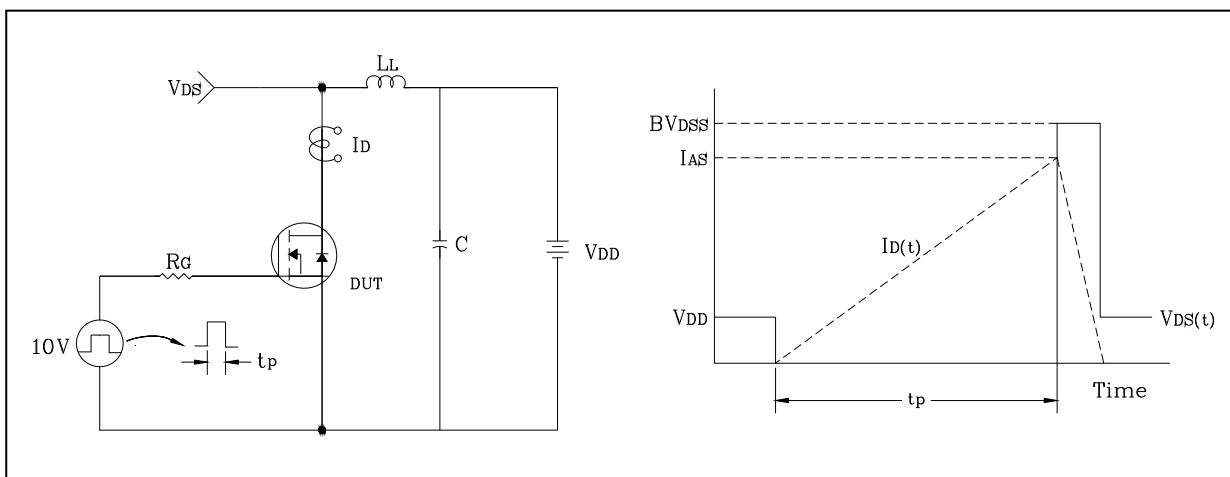 LL
VDS
ID
C
VDD
RG
DUT
10V
tp
BVDSS
IAS
ID(t)
VDD
VDS(t)
Time
tp